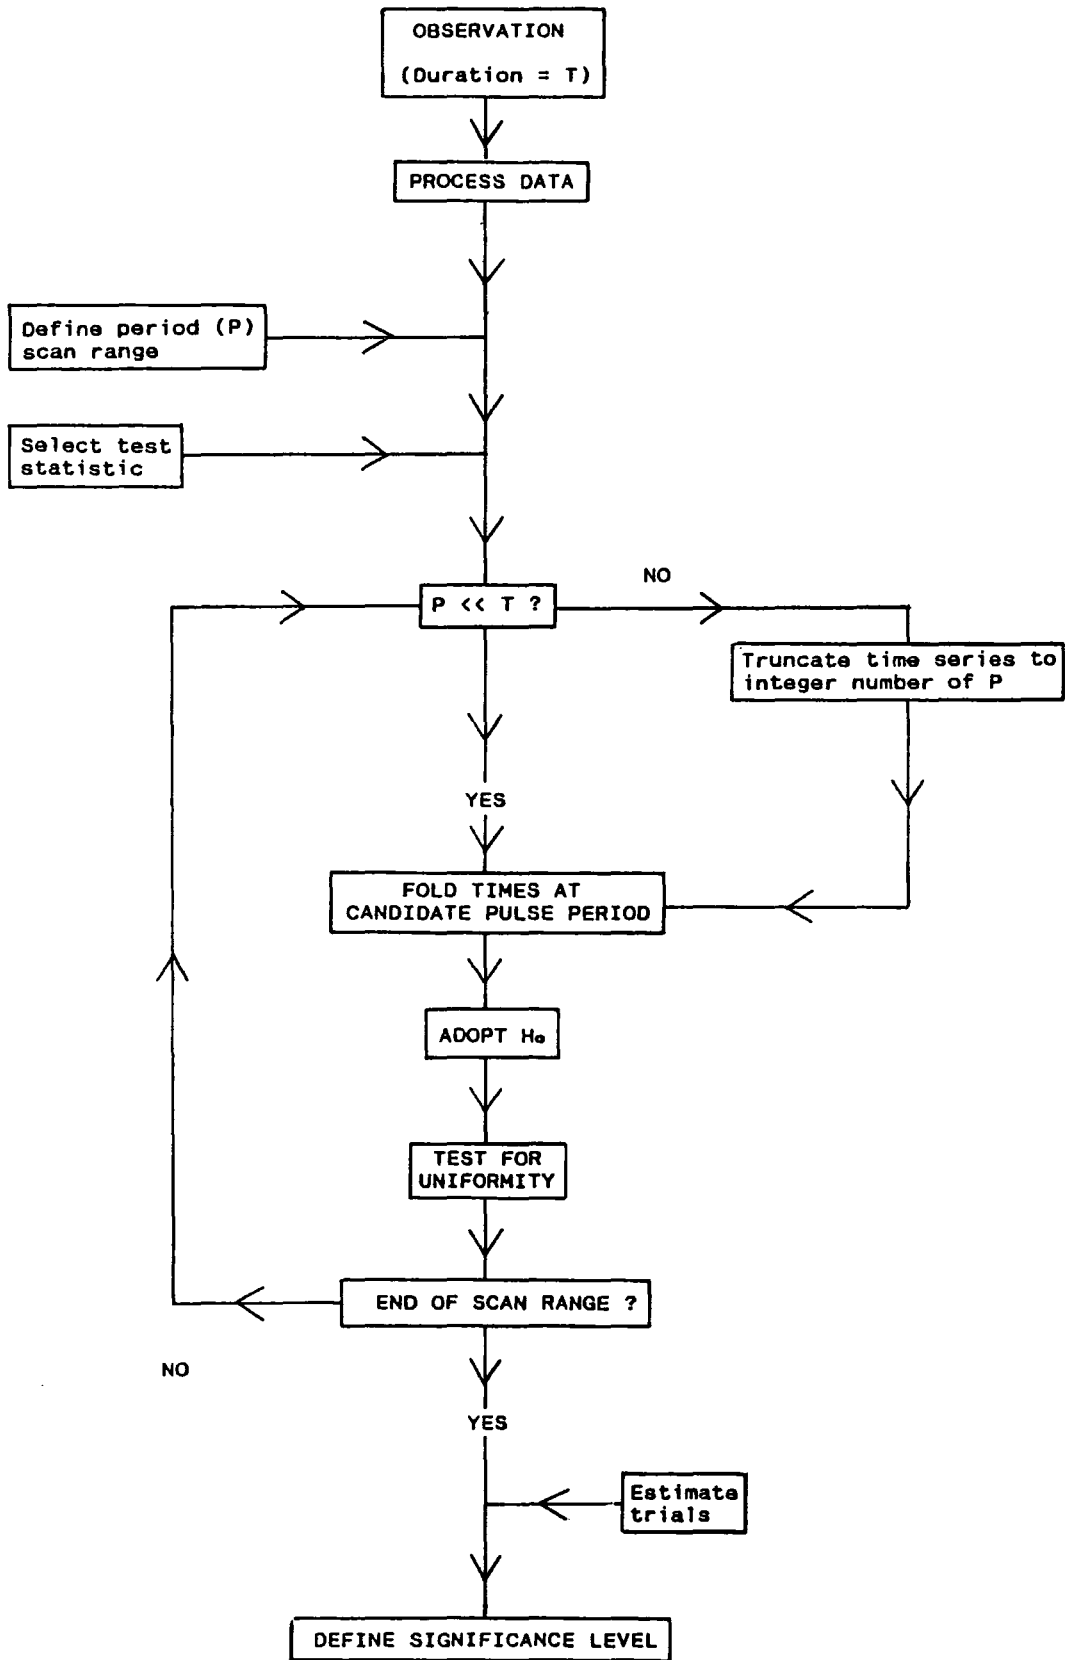 OBSERVATION
(Duration = T)
PROCESS DATA
Define period (P)
scan range
Select test
statistic
P << T ?
NO
Truncate time series to
integer number of P
YES
FOLD TIMES AT
CANDIDATE PULSE PERIOD
ADOPT H₀
TEST FOR
UNIFORMITY
END OF SCAN RANGE ?
NO
YES
Estimate
trials
DEFINE SIGNIFICANCE LEVEL